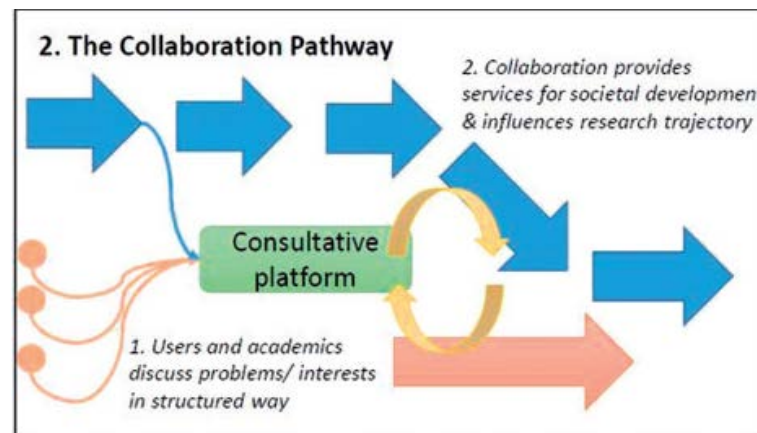 2. The Collaboration Pathway
2. Collaboration provides
services for societal developmen
& influences research trajectory
Consultative
platform
1. Users and academics
discuss problems/ interests
in structured way